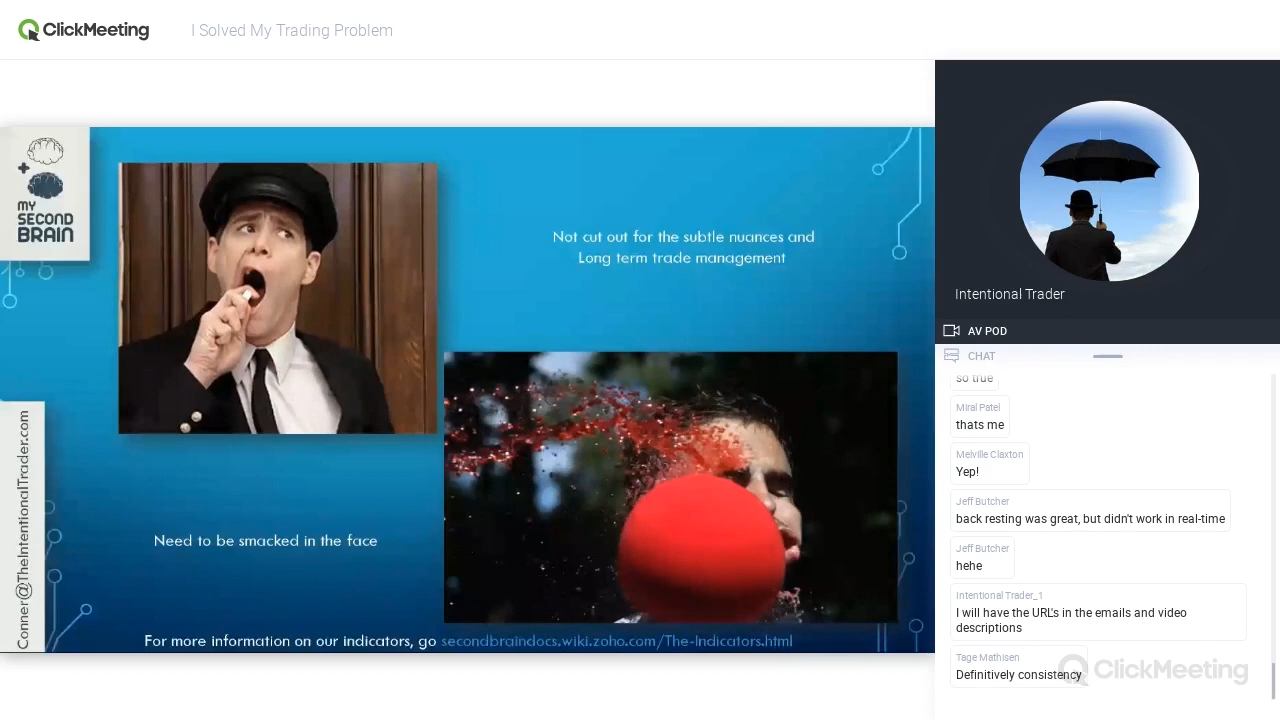 ClickMeeting
I Solved My Trading Problem
MY
SECOND
BRAIN
Not cut out for the subtle nuances and
Long term trade management
Need to be smacked in the face
Conner@TheIntentionalTrader.com
For more information on our indicators, go secondbraindocs.wiki.zoho.com/The-Indicators.html
Intentional Trader
AV POD
CHAT
so true
Miral Patel
thats me
Melville Claxton
Yep!
Jeff Butcher
back resting was great, but didn't work in real-time
Jeff Butcher
hehe
Intentional Trader_1
I will have the URL's in the emails and video
descriptions
Tage Mathisen
Definitively consistency
ClickMeeting